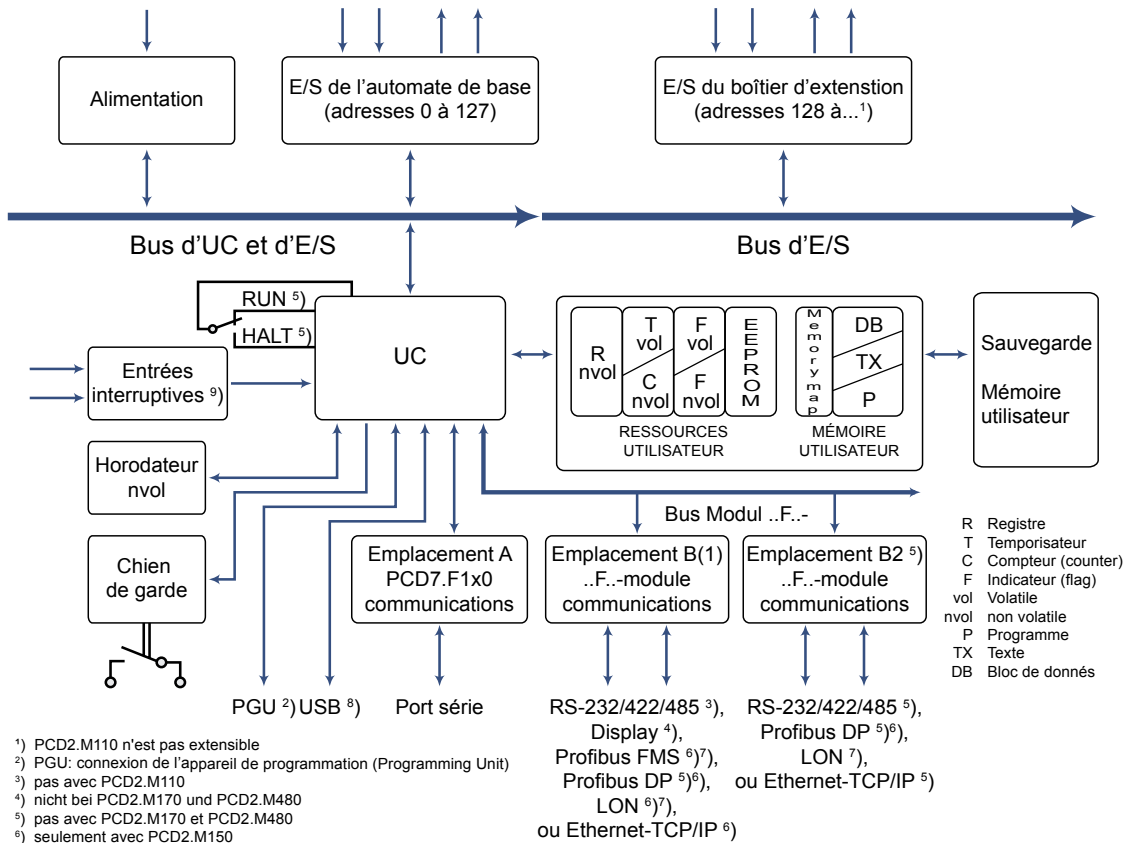 Alimentation
E/S de l'automate de base
(adresses 0 à 127)
E/S du boîtier d'extenstion
(adresses 128 à...¹)
Bus d'UC et d'E/S
Bus d'E/S
RUN ⁵)
HALT ⁵)
UC
Entrées
interruptives ⁹)
Horodateur
nvol
Chien
de garde
R
nvol
T
vol
C
nvol
F
vol
F
nvol
EEPROM
RESSOURCES
UTILISATEUR
Memorymap
DB
TX
P
MÉMOIRE
UTILISATEUR
Sauvegarde
Mémoire
utilisateur
Bus Modul ..F..-
Emplacement A
PCD7.F1x0
communications
Emplacement B(1)
..F..-module
communications
Emplacement B2 ⁵)
..F..-module
communications
R Registre
T Temporisateur
C Compteur (counter)
F Indicateur (flag)
vol Volatile
nvol non volatile
P Programme
TX Texte
DB Bloc de donnés
PGU ²) USB ⁸)
Port série
RS-232/422/485 ³),
Display ⁴),
Profibus FMS ⁶)⁷),
Profibus DP ⁵)⁶),
LON ⁶)⁷),
ou Ethernet-TCP/IP ⁶)
RS-232/422/485 ⁵),
Profibus DP ⁵)⁶),
LON ⁷),
ou Ethernet-TCP/IP ⁵)
¹) PCD2.M110 n'est pas extensible
²) PGU: connexion de l'appareil de programmation (Programming Unit)
³) pas avec PCD2.M110
⁴) nicht bei PCD2.M170 und PCD2.M480
⁵) pas avec PCD2.M170 et PCD2.M480
⁶) seulement avec PCD2.M150